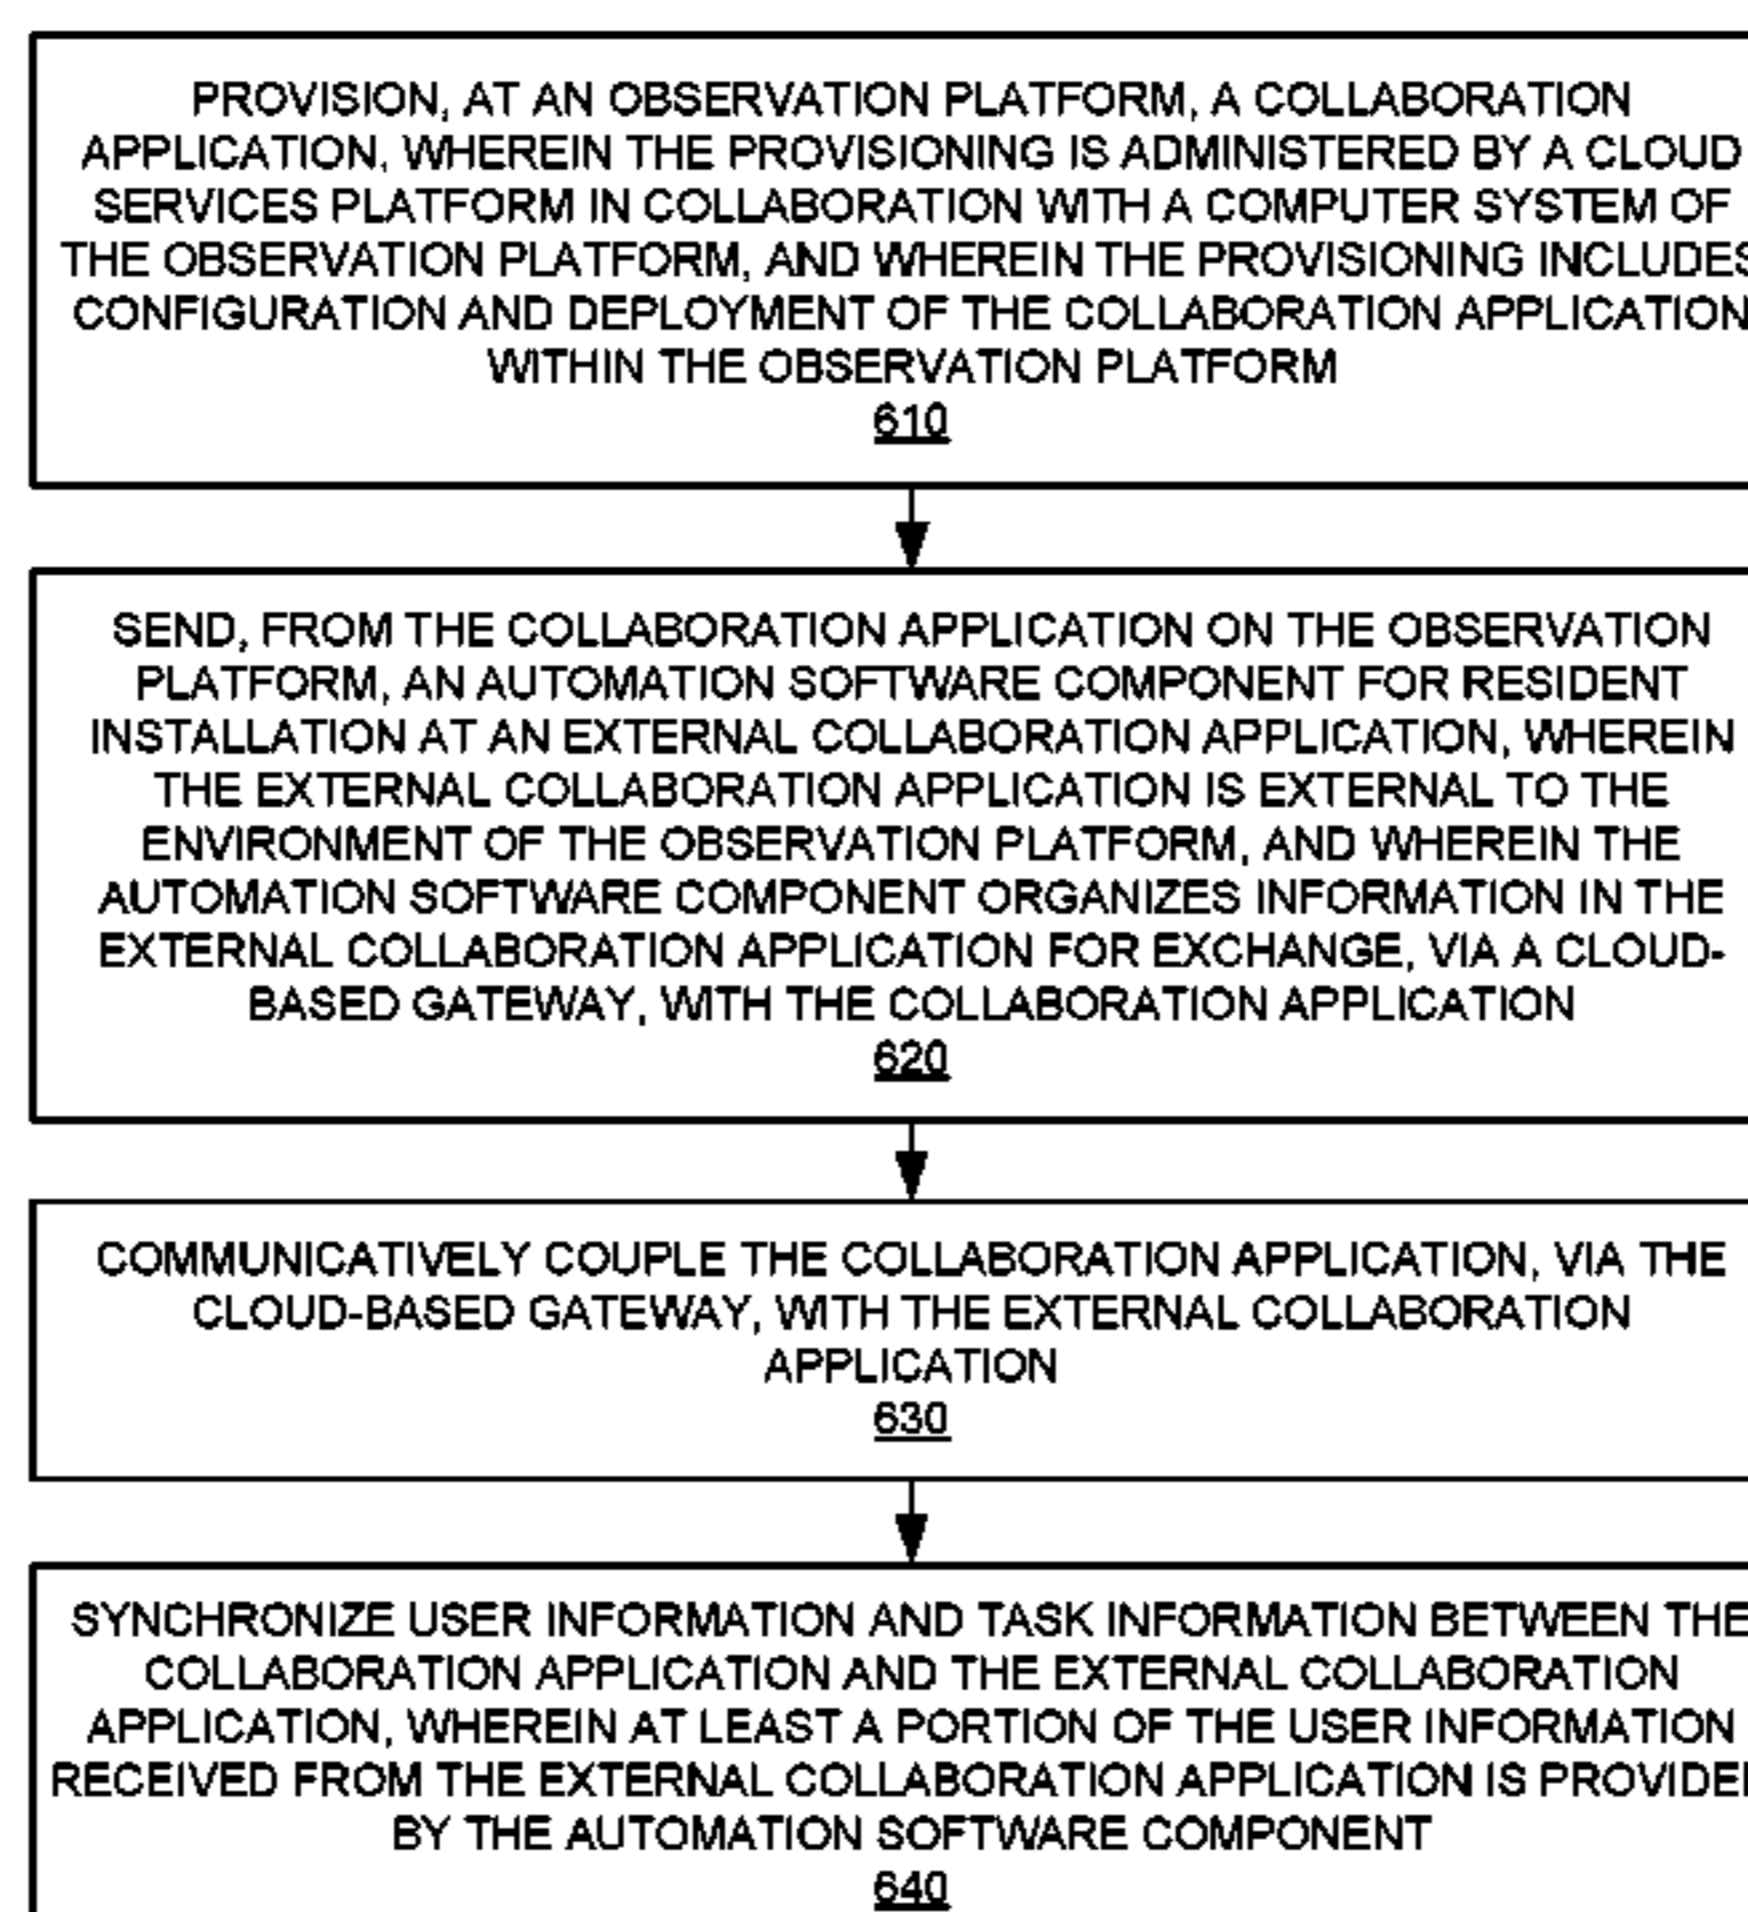 PROVISION, AT AN OBSERVATION PLATFORM, A COLLABORATION
APPLICATION, WHEREIN THE PROVISIONING IS ADMINISTERED BY A CLOUD
SERVICES PLATFORM IN COLLABORATION WITH A COMPUTER SYSTEM OF
THE OBSERVATION PLATFORM, AND WHEREIN THE PROVISIONING INCLUDES
CONFIGURATION AND DEPLOYMENT OF THE COLLABORATION APPLICATION
WITHIN THE OBSERVATION PLATFORM
610
SEND, FROM THE COLLABORATION APPLICATION ON THE OBSERVATION
PLATFORM, AN AUTOMATION SOFTWARE COMPONENT FOR RESIDENT
INSTALLATION AT AN EXTERNAL COLLABORATION APPLICATION, WHEREIN
THE EXTERNAL COLLABORATION APPLICATION IS EXTERNAL TO THE
ENVIRONMENT OF THE OBSERVATION PLATFORM, AND WHEREIN THE
AUTOMATION SOFTWARE COMPONENT ORGANIZES INFORMATION IN THE
EXTERNAL COLLABORATION APPLICATION FOR EXCHANGE, VIA A CLOUD-
BASED GATEWAY, WITH THE COLLABORATION APPLICATION
620
COMMUNICATIVELY COUPLE THE COLLABORATION APPLICATION, VIA THE
CLOUD-BASED GATEWAY, WITH THE EXTERNAL COLLABORATION
APPLICATION
630
SYNCHRONIZE USER INFORMATION AND TASK INFORMATION BETWEEN THE
COLLABORATION APPLICATION AND THE EXTERNAL COLLABORATION
APPLICATION, WHEREIN AT LEAST A PORTION OF THE USER INFORMATION
RECEIVED FROM THE EXTERNAL COLLABORATION APPLICATION IS PROVIDED
BY THE AUTOMATION SOFTWARE COMPONENT
640